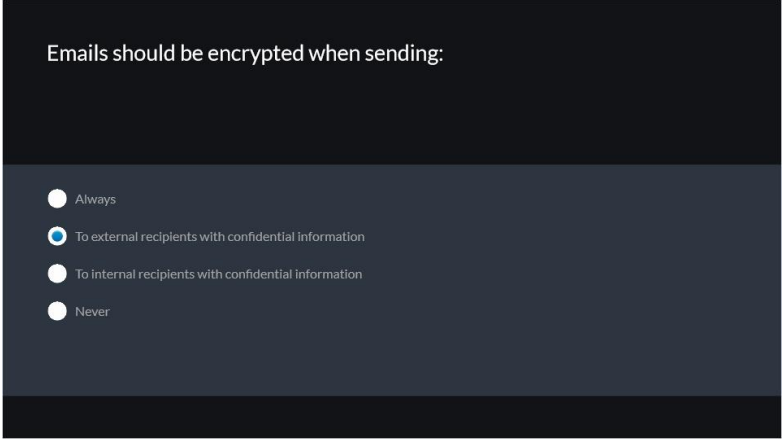 Emails should be encrypted when sending:
Always
To external recipients with confidential information
To internal recipients with confidential information
Never